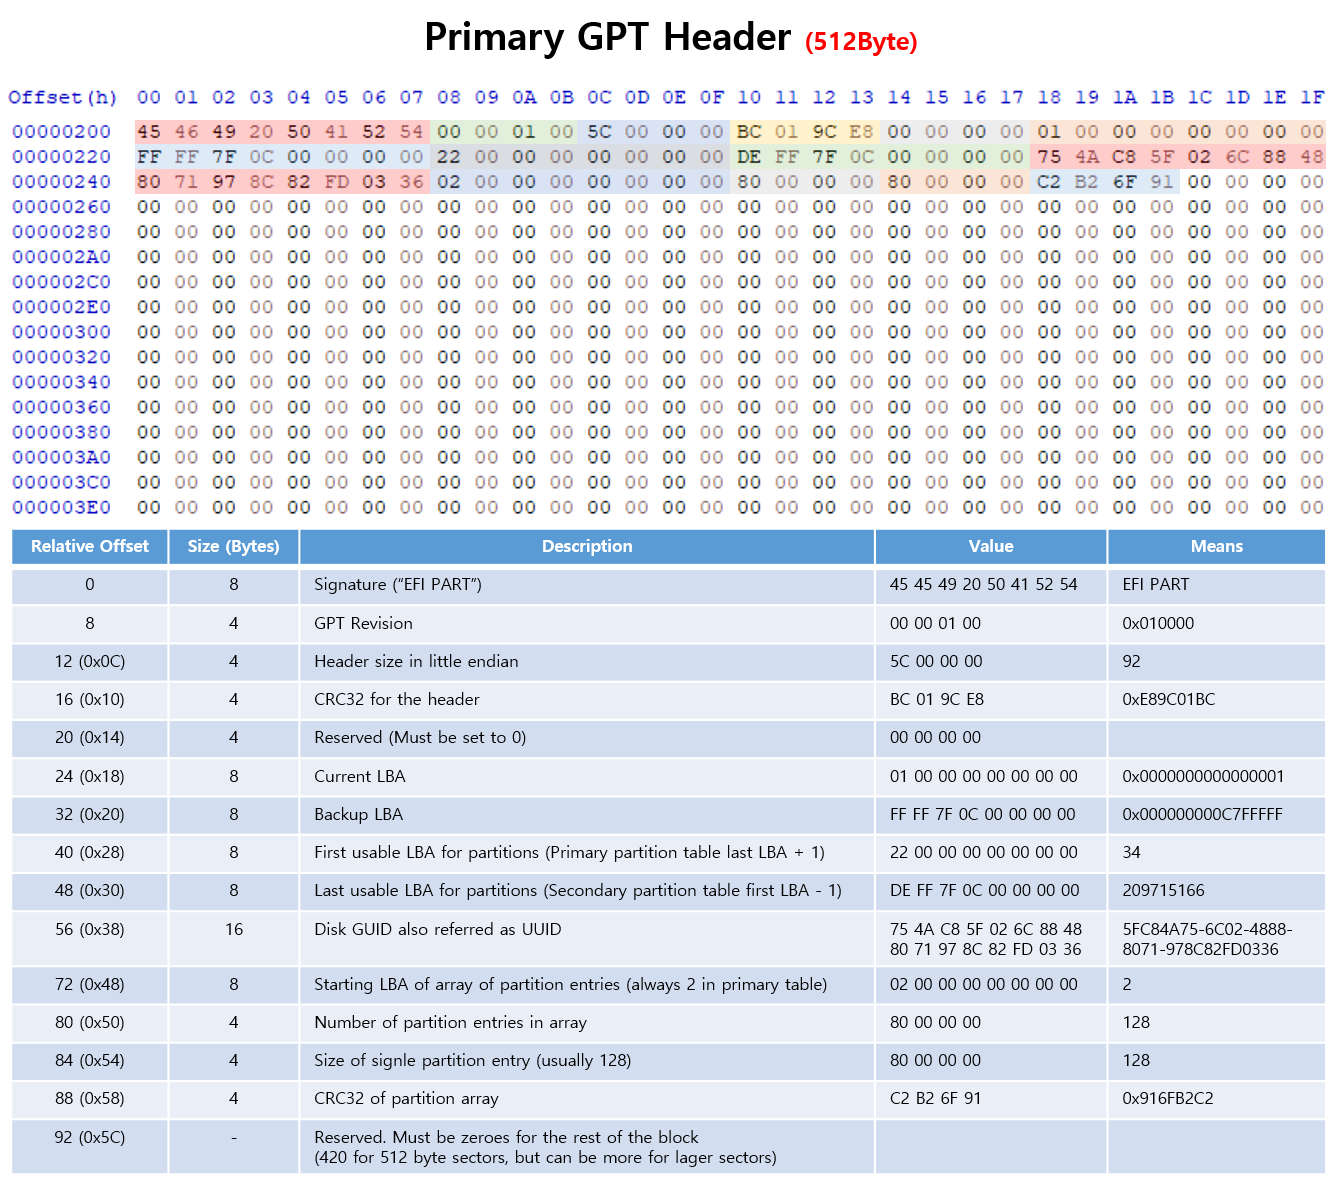 Primary GPT Header (512Byte)
Offset(h) 00 01 02 03 04 05 06 07 08 09 0A 0B 0C 0D 0E 0F 10 11 12 13 14 15 16 17 18 19 1A 1B 1C 1D 1E 1F
00000200 45 46 49 20 50 41 52 54 00 00 01 00 5C 00 00 00 BC 01 9C E8 00 00 00 00 01 00 00 00 00 00 00 00
00000220 FF FF 7F 0C 00 00 00 00 22 00 00 00 00 00 00 00 DE FF 7F 0C 00 00 00 00 75 4A C8 5F 02 6C 88 48
00000240 80 71 97 8C 82 FD 03 36 02 00 00 00 00 00 00 00 80 00 00 00 80 00 00 00 C2 B2 6F 91 00 00 00 00
00000260 00 00 00 00 00 00 00 00 00 00 00 00 00 00 00 00 00 00 00 00 00 00 00 00 00 00 00 00 00 00 00 00
00000280 00 00 00 00 00 00 00 00 00 00 00 00 00 00 00 00 00 00 00 00 00 00 00 00 00 00 00 00 00 00 00 00
000002A0 00 00 00 00 00 00 00 00 00 00 00 00 00 00 00 00 00 00 00 00 00 00 00 00 00 00 00 00 00 00 00 00
000002C0 00 00 00 00 00 00 00 00 00 00 00 00 00 00 00 00 00 00 00 00 00 00 00 00 00 00 00 00 00 00 00 00
000002E0 00 00 00 00 00 00 00 00 00 00 00 00 00 00 00 00 00 00 00 00 00 00 00 00 00 00 00 00 00 00 00 00
00000300 00 00 00 00 00 00 00 00 00 00 00 00 00 00 00 00 00 00 00 00 00 00 00 00 00 00 00 00 00 00 00 00
00000320 00 00 00 00 00 00 00 00 00 00 00 00 00 00 00 00 00 00 00 00 00 00 00 00 00 00 00 00 00 00 00 00
00000340 00 00 00 00 00 00 00 00 00 00 00 00 00 00 00 00 00 00 00 00 00 00 00 00 00 00 00 00 00 00 00 00
00000360 00 00 00 00 00 00 00 00 00 00 00 00 00 00 00 00 00 00 00 00 00 00 00 00 00 00 00 00 00 00 00 00
00000380 00 00 00 00 00 00 00 00 00 00 00 00 00 00 00 00 00 00 00 00 00 00 00 00 00 00 00 00 00 00 00 00
000003A0 00 00 00 00 00 00 00 00 00 00 00 00 00 00 00 00 00 00 00 00 00 00 00 00 00 00 00 00 00 00 00 00
000003C0 00 00 00 00 00 00 00 00 00 00 00 00 00 00 00 00 00 00 00 00 00 00 00 00 00 00 00 00 00 00 00 00
000003E0 00 00 00 00 00 00 00 00 00 00 00 00 00 00 00 00 00 00 00 00 00 00 00 00 00 00 00 00 00 00 00 00
Relative Offset Size (Bytes) Description Value Means
0 8 Signature (“EFI PART”) 45 45 49 20 50 41 52 54 EFI PART
8 4 GPT Revision 00 00 01 00 0x010000
12 (0x0C) 4 Header size in little endian 5C 00 00 00 92
16 (0x10) 4 CRC32 for the header BC 01 9C E8 0xE89C01BC
20 (0x14) 4 Reserved (Must be set to 0) 00 00 00 00
24 (0x18) 8 Current LBA 01 00 00 00 00 00 00 00 0x0000000000000001
32 (0x20) 8 Backup LBA FF FF 7F 0C 00 00 00 00 0x000000000C7FFFFF
40 (0x28) 8 First usable LBA for partitions (Primary partition table last LBA + 1) 22 00 00 00 00 00 00 00 34
48 (0x30) 8 Last usable LBA for partitions (Secondary partition table first LBA - 1) DE FF 7F 0C 00 00 00 00 209715166
56 (0x38) 16 Disk GUID also referred as UUID 75 4A C8 5F 02 6C 88 48 5FC84A75-6C02-4888-
80 71 97 8C 82 FD 03 36 8071-978C82FD0336
72 (0x48) 8 Starting LBA of array of partition entries (always 2 in primary table) 02 00 00 00 00 00 00 00 2
80 (0x50) 4 Number of partition entries in array 80 00 00 00 128
84 (0x54) 4 Size of signle partition entry (usually 128) 80 00 00 00 128
88 (0x58) 4 CRC32 of partition array C2 B2 6F 91 0x916FB2C2
92 (0x5C) - Reserved. Must be zeroes for the rest of the block
(420 for 512 byte sectors, but can be more for lager sectors)